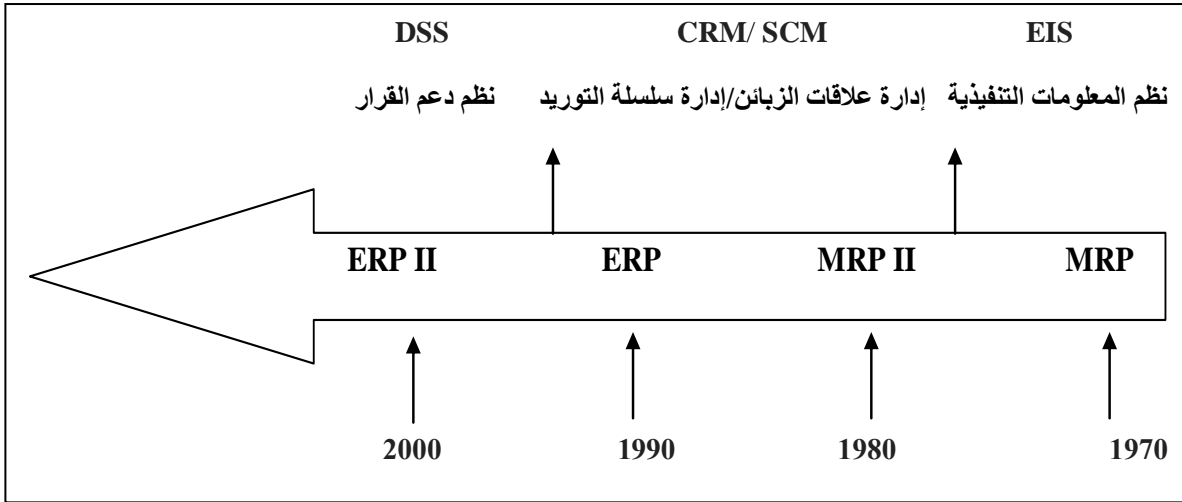 EIS CRM/ SCM DSS
نظم المعلومات التنفيذية إدارة علاقات الزبائن/إدارة سلسلة التوريد نظم دعم القرار
MRP MRP II ERP ERP II
1970 1980 1990 2000